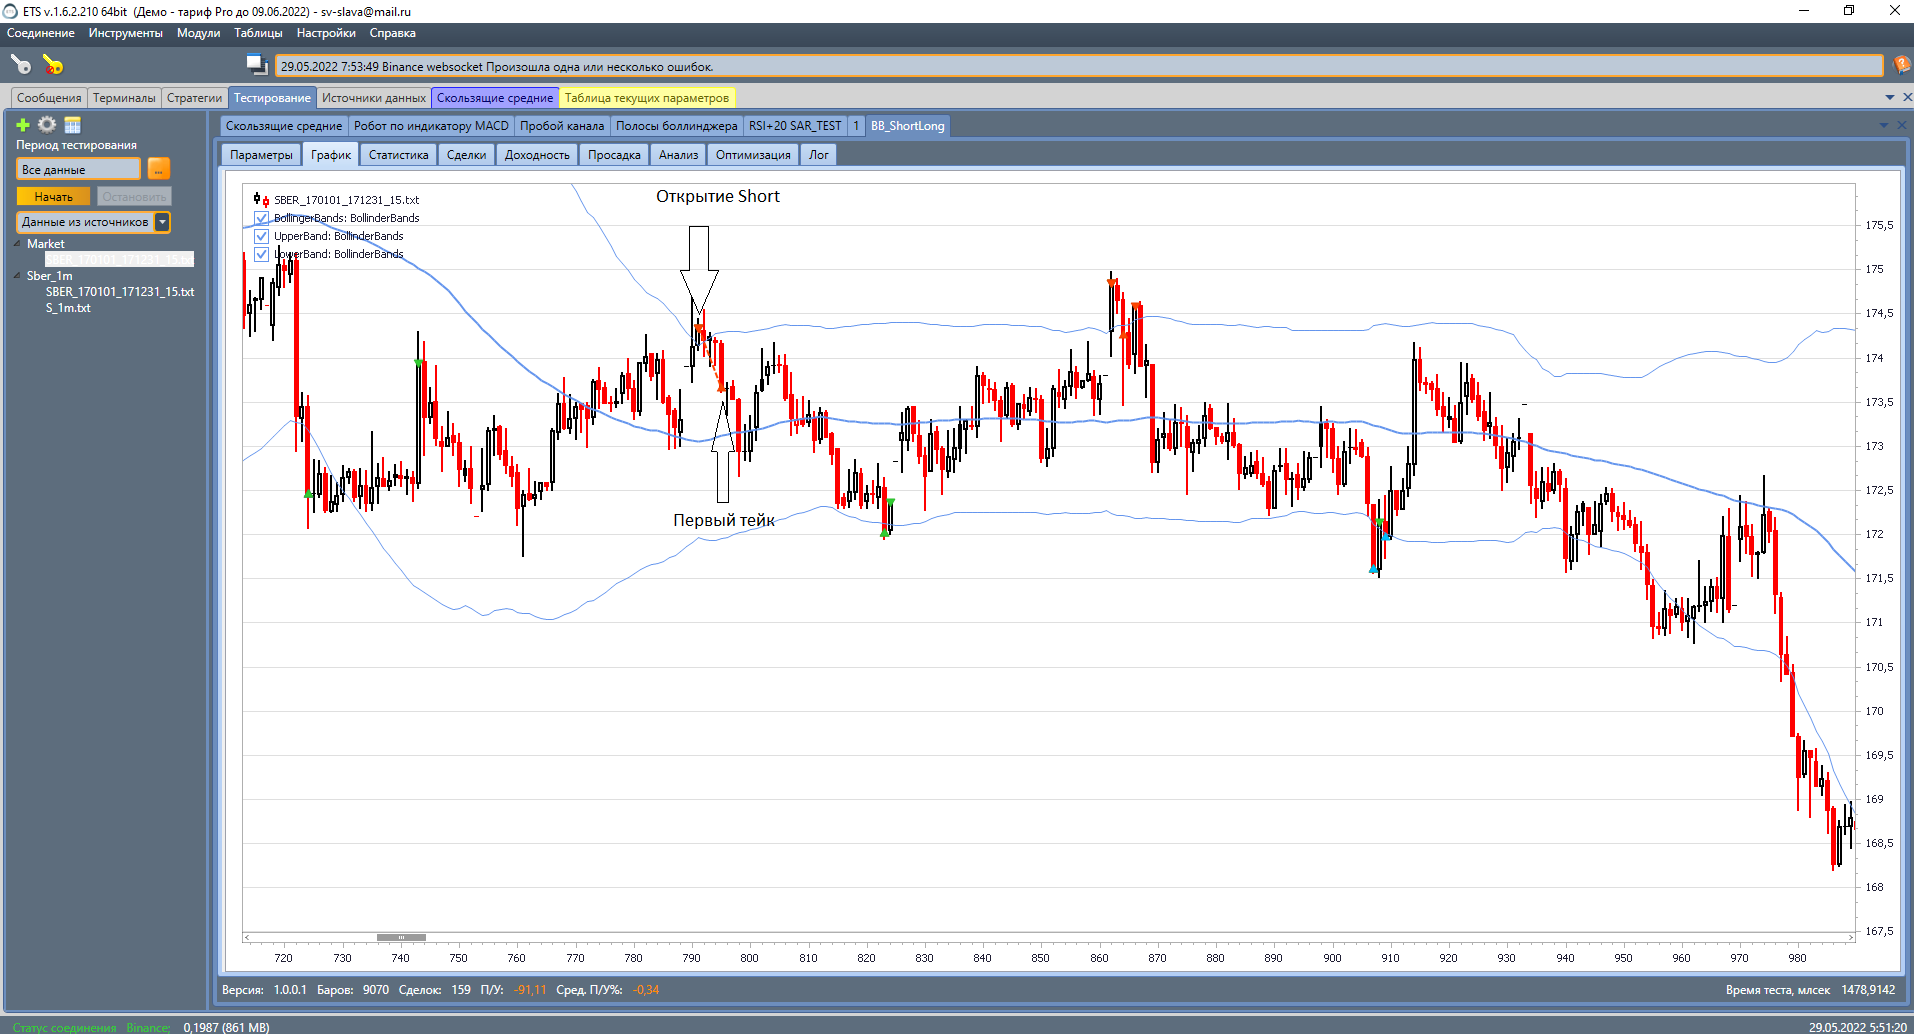 ETS v.1.6.2.210 64bit  (Демо - тариф Pro до 09.06.2022) - sv-slava@mail.ru
Соединение Инструменты Модули Таблицы Настройки Справка
29.05.2022 7:53:49 Binance websocket Произошла одна или несколько ошибок.
Сообщения Терминалы Стратегии Тестирование Источники данных Скользящие средние Таблица текущих параметров
Скользящие средние Робот по индикатору MACD Пробой канала Полосы боллинджера RSI+20 SAR_TEST 1 BB_ShortLong
Параметры График Статистика Сделки Доходность Просадка Анализ Оптимизация Лог
Период тестирования
Все данные ...
Начать Остановить
Данные из источников
Market
SBER_170101_171231_15.txt
Sber_1m
SBER_170101_171231_15.txt
S_1m.txt
SBER_170101_171231_15.txt
BollingerBands: BollinderBands
UpperBand: BollinderBands
LowerBand: BollinderBands
Открытие Short
Первый тейк
175,5
175
174,5
174
173,5
173
172,5
172
171,5
171
170,5
170
169,5
169
168,5
168
167,5
720 730 740 750 760 770 780 790 800 810 820 830 840 850 860 870 880 890 900 910 920 930 940 950 960 970 980
Версия: 1.0.0.1 Баров: 9070 Сделок: 159 П/У: -91,11 Сред. П/У%: -0,34 Время теста, млсек 1478,9142
Статус соединения Binance; 0,1987 (861 MB) 29.05.2022 5:51:20